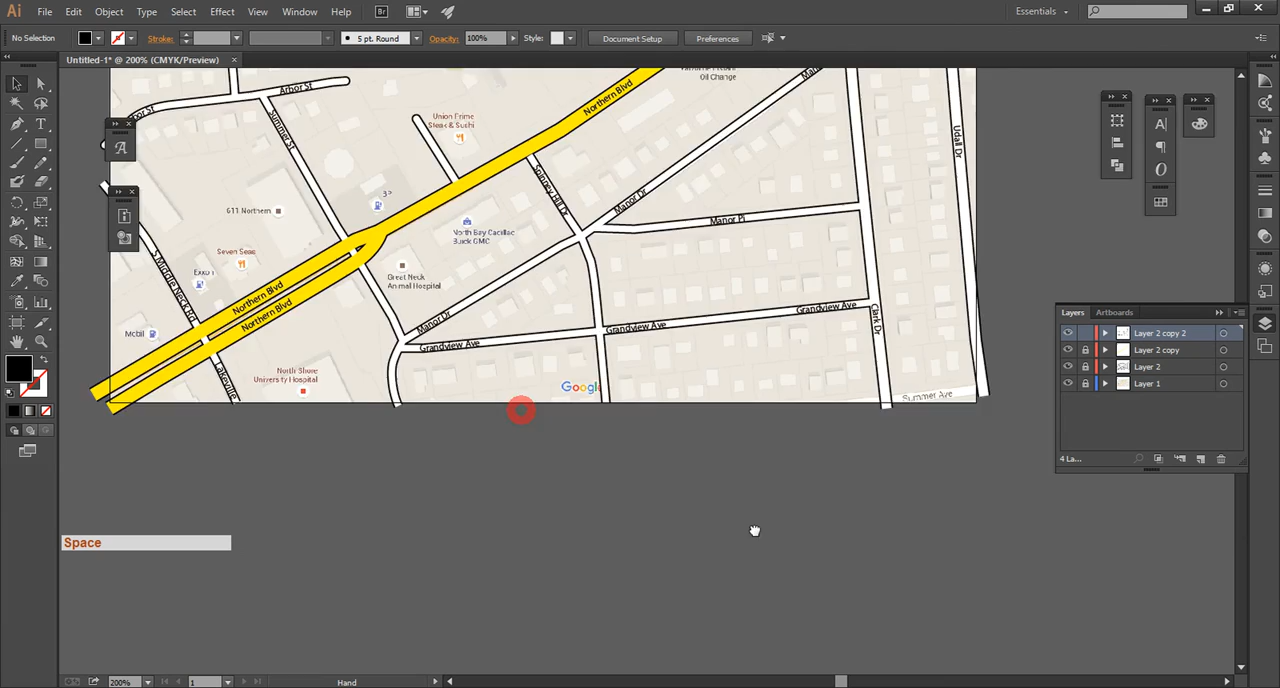 Ai File Edit Object Type Select Effect View Window Help Br Essentials
No Selection Stroke: 5 pt. Round Opacity: 100% Style: Document Setup Preferences
Untitled-1* @ 200% (CMYK/Preview)
Oil Change
Arbor St
Northern Blvd
Summer St
Union Prime
Steak & Sushi
Udall Dr
Spinney Hill Dr
Manor Dr
611 Northern
Manor Pl
North Bay Cadillac
Buick GMC
Seven Seas
Exxon
S Middle Neck Rd
Great Neck
Animal Hospital
Northern Blvd
Northern Blvd
Mobil
Manor Dr
Grandview Ave
Grandview Ave
Grandview Ave
Clark Dr
Lakeville
North Shore
University Hospital
Google
Summer Ave
Layers Artboards
Layer 2 copy 2
Layer 2 copy
Layer 2
Layer 1
4 La...
Space
200% 1 Hand